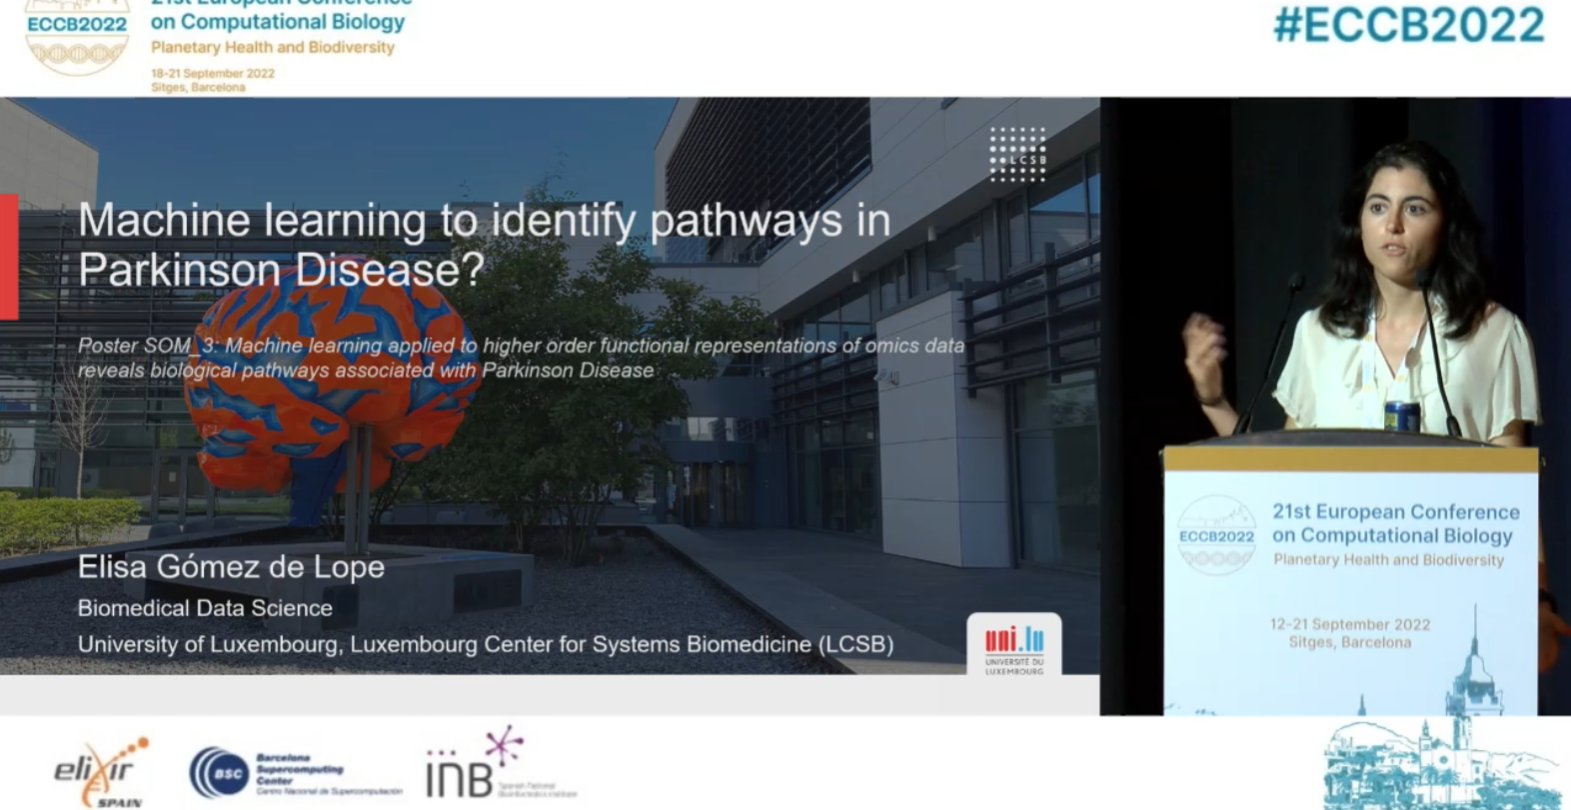 21st European Conference
on Computational Biology
Planetary Health and Biodiversity
18-21 September 2022
Sitges, Barcelona
ECCB2022
#ECCB2022
LCSB
Machine learning to identify pathways in
Parkinson Disease?
Poster SOM_3: Machine learning applied to higher order functional representations of omics data
reveals biological pathways associated with Parkinson Disease
Elisa Gómez de Lope
Biomedical Data Science
University of Luxembourg, Luxembourg Center for Systems Biomedicine (LCSB)
uni.lu
UNIVERSITÉ DU
LUXEMBOURG
ECCB2022
21st European Conference
on Computational Biology
Planetary Health and Biodiversity
12-21 September 2022
Sitges, Barcelona
elixir
SPAIN
BSC
Barcelona
Supercomputing
Center
Centro Nacional de Supercomputación
INB
Spanish National
Bioinformatics Institute